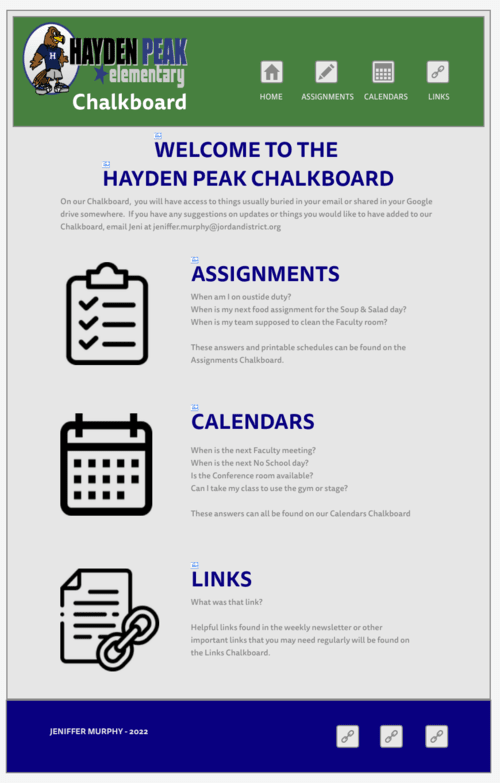 HAYDEN PEAK
elementary
Chalkboard
HOME ASSIGNMENTS CALENDARS LINKS
WELCOME TO THE
HAYDEN PEAK CHALKBOARD
On our Chalkboard, you will have access to things usually buried in your email or shared in your Google
drive somewhere. If you have any suggestions on updates or things you would like to have added to our
Chalkboard, email Jeni at jeniffer.murphy@jordandistrict.org
ASSIGNMENTS
When am I on oustide duty?
When is my next food assignment for the Soup & Salad day?
When is my team supposed to clean the Faculty room?
These answers and printable schedules can be found on the
Assignments Chalkboard.
CALENDARS
When is the next Faculty meeting?
When is the next No School day?
Is the Conference room available?
Can I take my class to use the gym or stage?
These answers can all be found on our Calendars Chalkboard
LINKS
What was that link?
Helpful links found in the weekly newsletter or other
important links that you may need regularly will be found on
the Links Chalkboard.
JENIFFER MURPHY - 2022